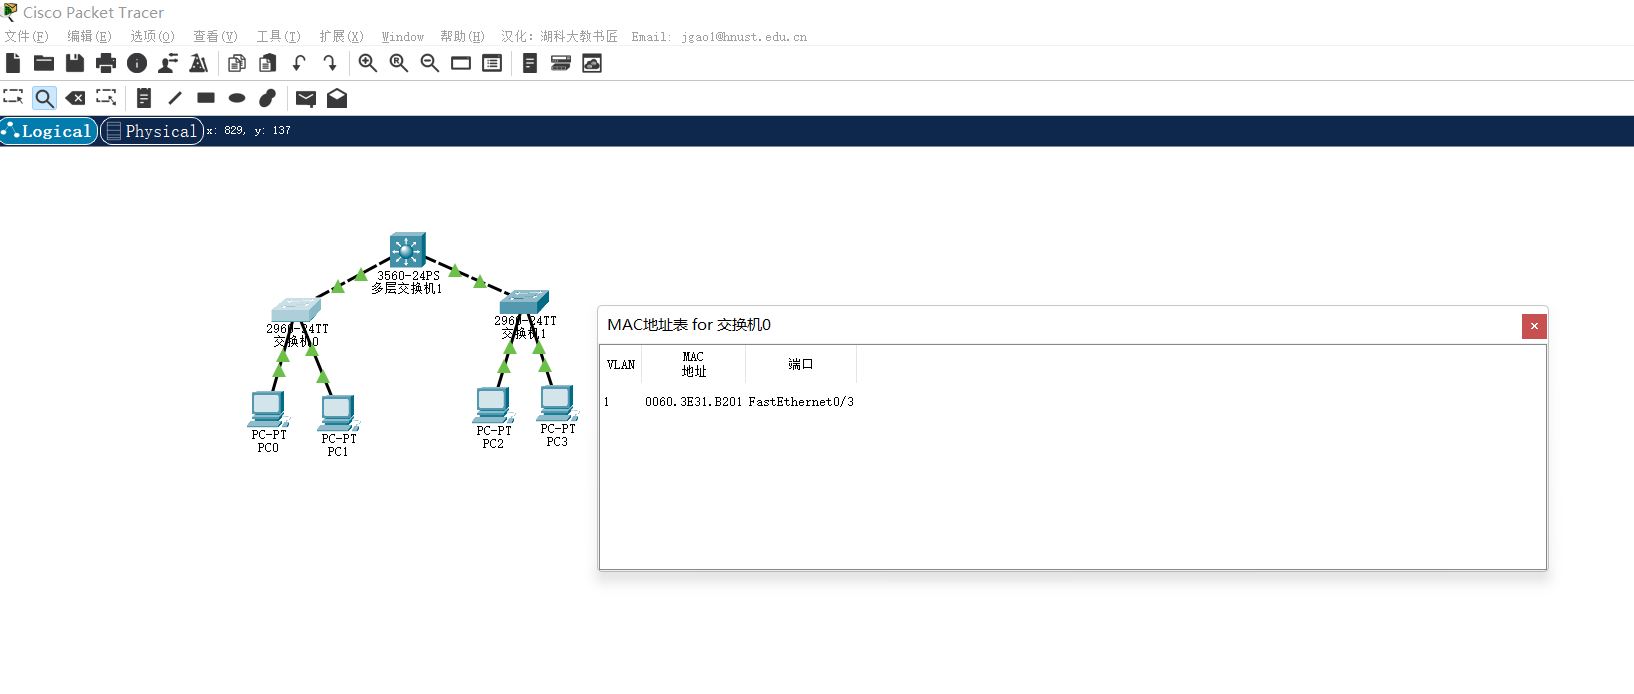 Cisco Packet Tracer
文件(F) 编辑(E) 选项(O) 查看(V) 工具(T) 扩展(X) Window 帮助(H) 汉化：湖科大教书匠 Email: jgao1@hnust.edu.cn
Logical Physical x: 829, y: 137
3560-24PS
多层交换机1
2960-24TT
交换机0
2960-24TT
交换机1
PC-PT
PC0
PC-PT
PC1
PC-PT
PC2
PC-PT
PC3
MAC地址表 for 交换机0
VLAN MAC 地址 端口
1 0060.3E31.B201 FastEthernet0/3